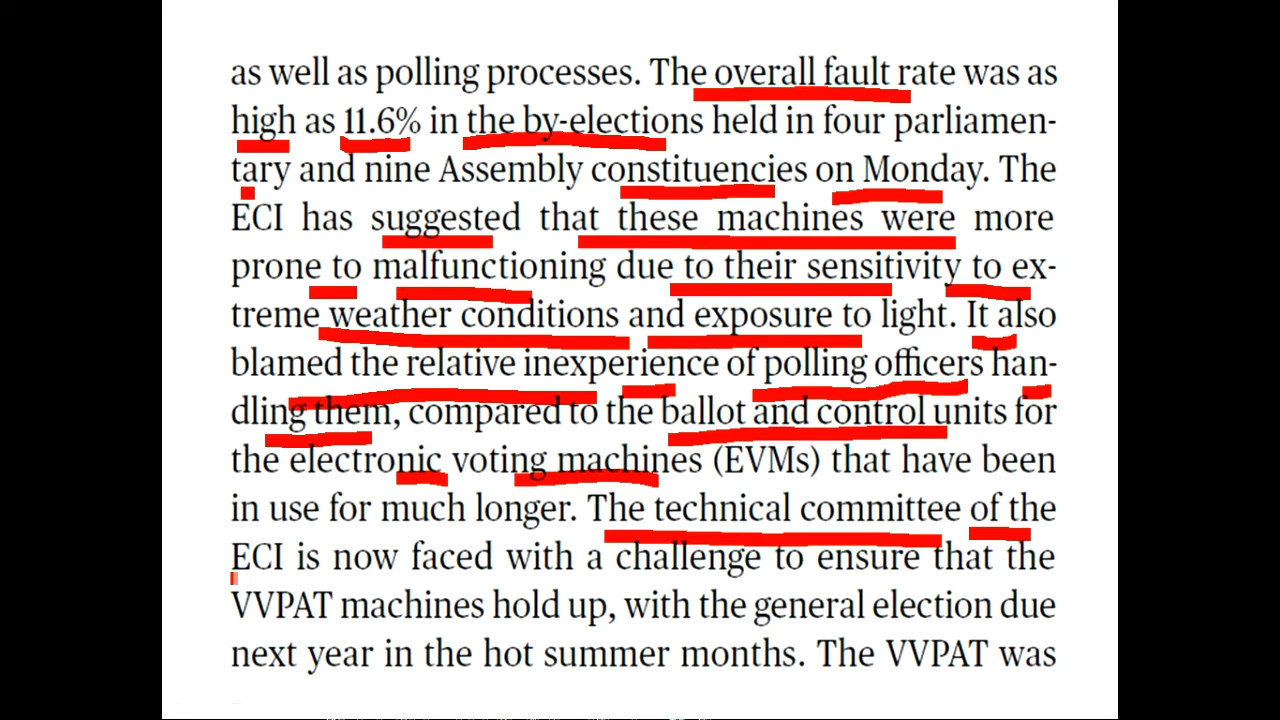 as well as polling processes. The overall fault rate was as
high as 11.6% in the by-elections held in four parliamen-
tary and nine Assembly constituencies on Monday. The
ECI has suggested that these machines were more
prone to malfunctioning due to their sensitivity to ex-
treme weather conditions and exposure to light. It also
blamed the relative inexperience of polling officers han-
dling them, compared to the ballot and control units for
the electronic voting machines (EVMs) that have been
in use for much longer. The technical committee of the
ECI is now faced with a challenge to ensure that the
VVPAT machines hold up, with the general election due
next year in the hot summer months. The VVPAT was